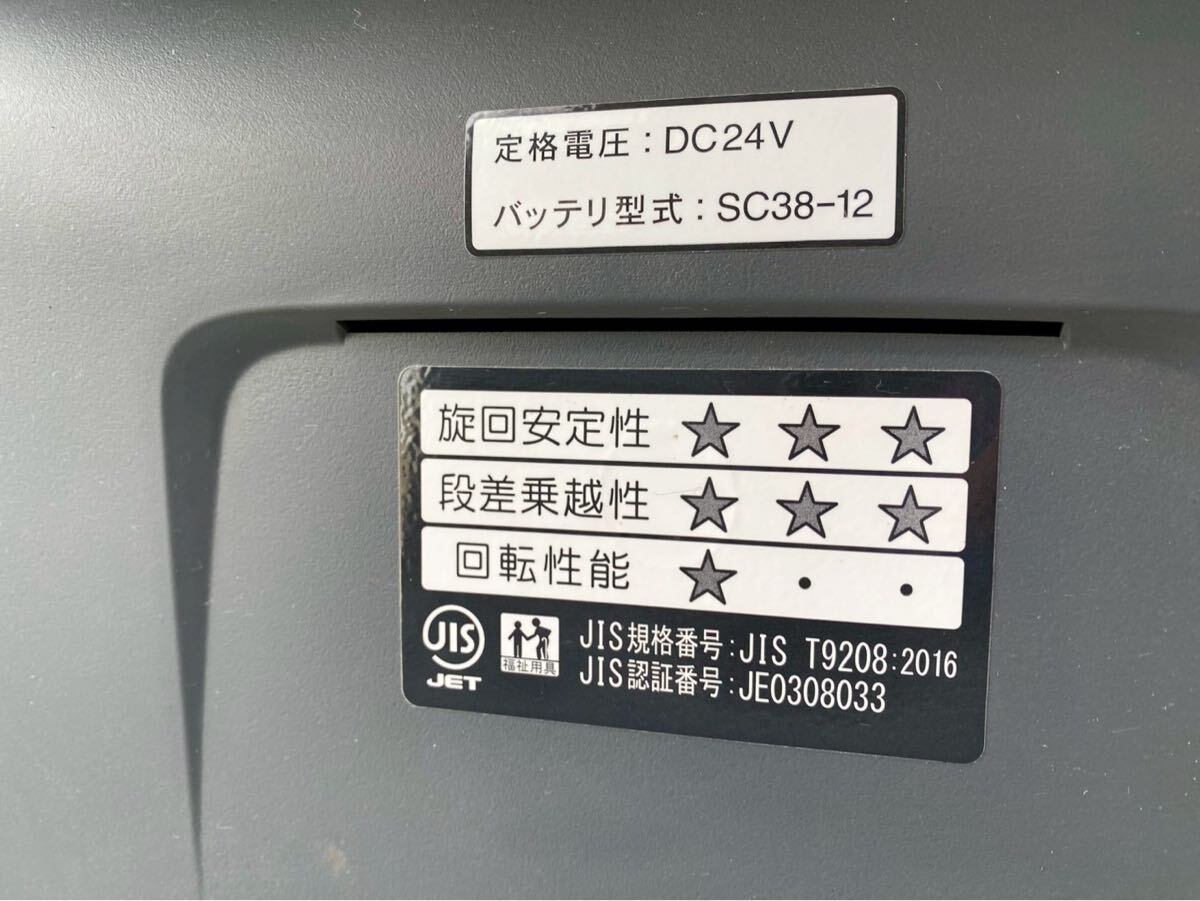 定格電圧：DC24V
バッテリ型式：SC38-12
旋回安定性 ★ ★ ★
段差乗越性 ★ ★ ★
回転性能 ★ ・ ・
JIS
JET
福祉用具
JIS規格番号:JIS T9208:2016
JIS認証番号:JE0308033